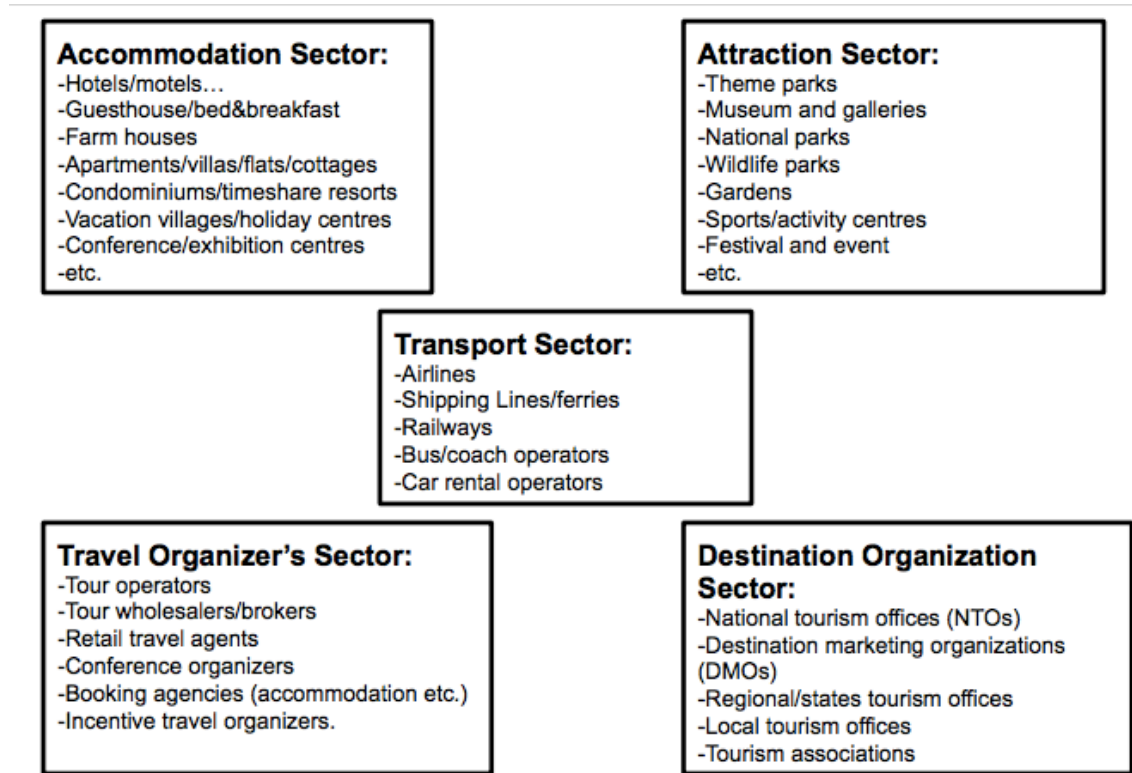 Accommodation Sector:
-Hotels/motels…
-Guesthouse/bed&breakfast
-Farm houses
-Apartments/villas/flats/cottages
-Condominiums/timeshare resorts
-Vacation villages/holiday centres
-Conference/exhibition centres
-etc.
Attraction Sector:
-Theme parks
-Museum and galleries
-National parks
-Wildlife parks
-Gardens
-Sports/activity centres
-Festival and event
-etc.
Transport Sector:
-Airlines
-Shipping Lines/ferries
-Railways
-Bus/coach operators
-Car rental operators
Travel Organizer’s Sector:
-Tour operators
-Tour wholesalers/brokers
-Retail travel agents
-Conference organizers
-Booking agencies (accommodation etc.)
-Incentive travel organizers.
Destination Organization
Sector:
-National tourism offices (NTOs)
-Destination marketing organizations
(DMOs)
-Regional/states tourism offices
-Local tourism offices
-Tourism associations